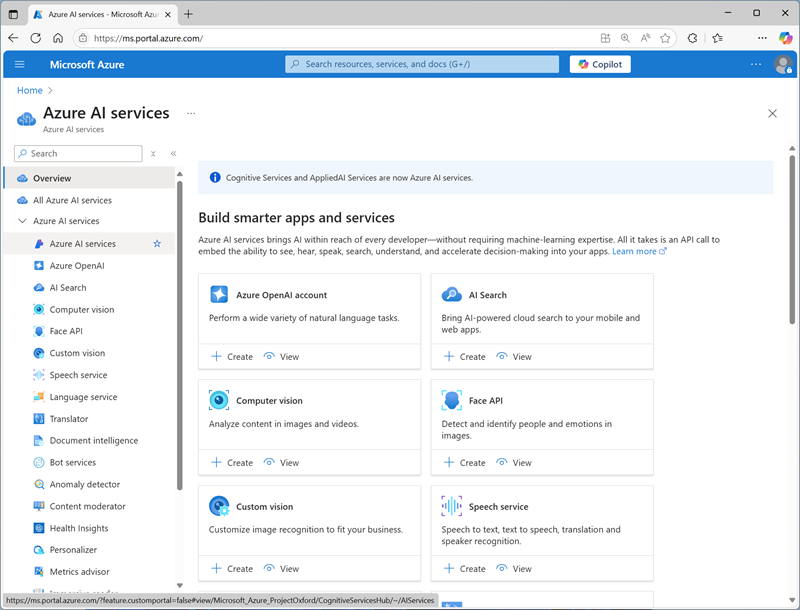 Azure AI services - Microsoft Azu
https://ms.portal.azure.com/
Microsoft Azure
Search resources, services, and docs (G+/)
Copilot
Home
Azure AI services
Azure AI services
Search
Overview
All Azure AI services
Azure AI services
Azure AI services
Azure OpenAI
AI Search
Computer vision
Face API
Custom vision
Speech service
Language service
Translator
Document intelligence
Bot services
Anomaly detector
Content moderator
Health Insights
Personalizer
Metrics advisor
Cognitive Services and AppliedAI Services are now Azure AI services.
Build smarter apps and services
Azure AI services brings AI within reach of every developer—without requiring machine-learning expertise. All it takes is an API call to
embed the ability to see, hear, speak, search, understand, and accelerate decision-making into your apps. Learn more
Azure OpenAI account
Perform a wide variety of natural language tasks.
Create View
AI Search
Bring AI-powered cloud search to your mobile and
web apps.
Create View
Computer vision
Analyze content in images and videos.
Create View
Face API
Detect and identify people and emotions in
images.
Create View
Custom vision
Customize image recognition to fit your business.
Create View
Speech service
Speech to text, text to speech, translation and
speaker recognition.
Create View
https://ms.portal.azure.com/?feature.customportal=false#view/Microsoft_Azure_ProjectOxford/CognitiveServicesHub/~/AIServices